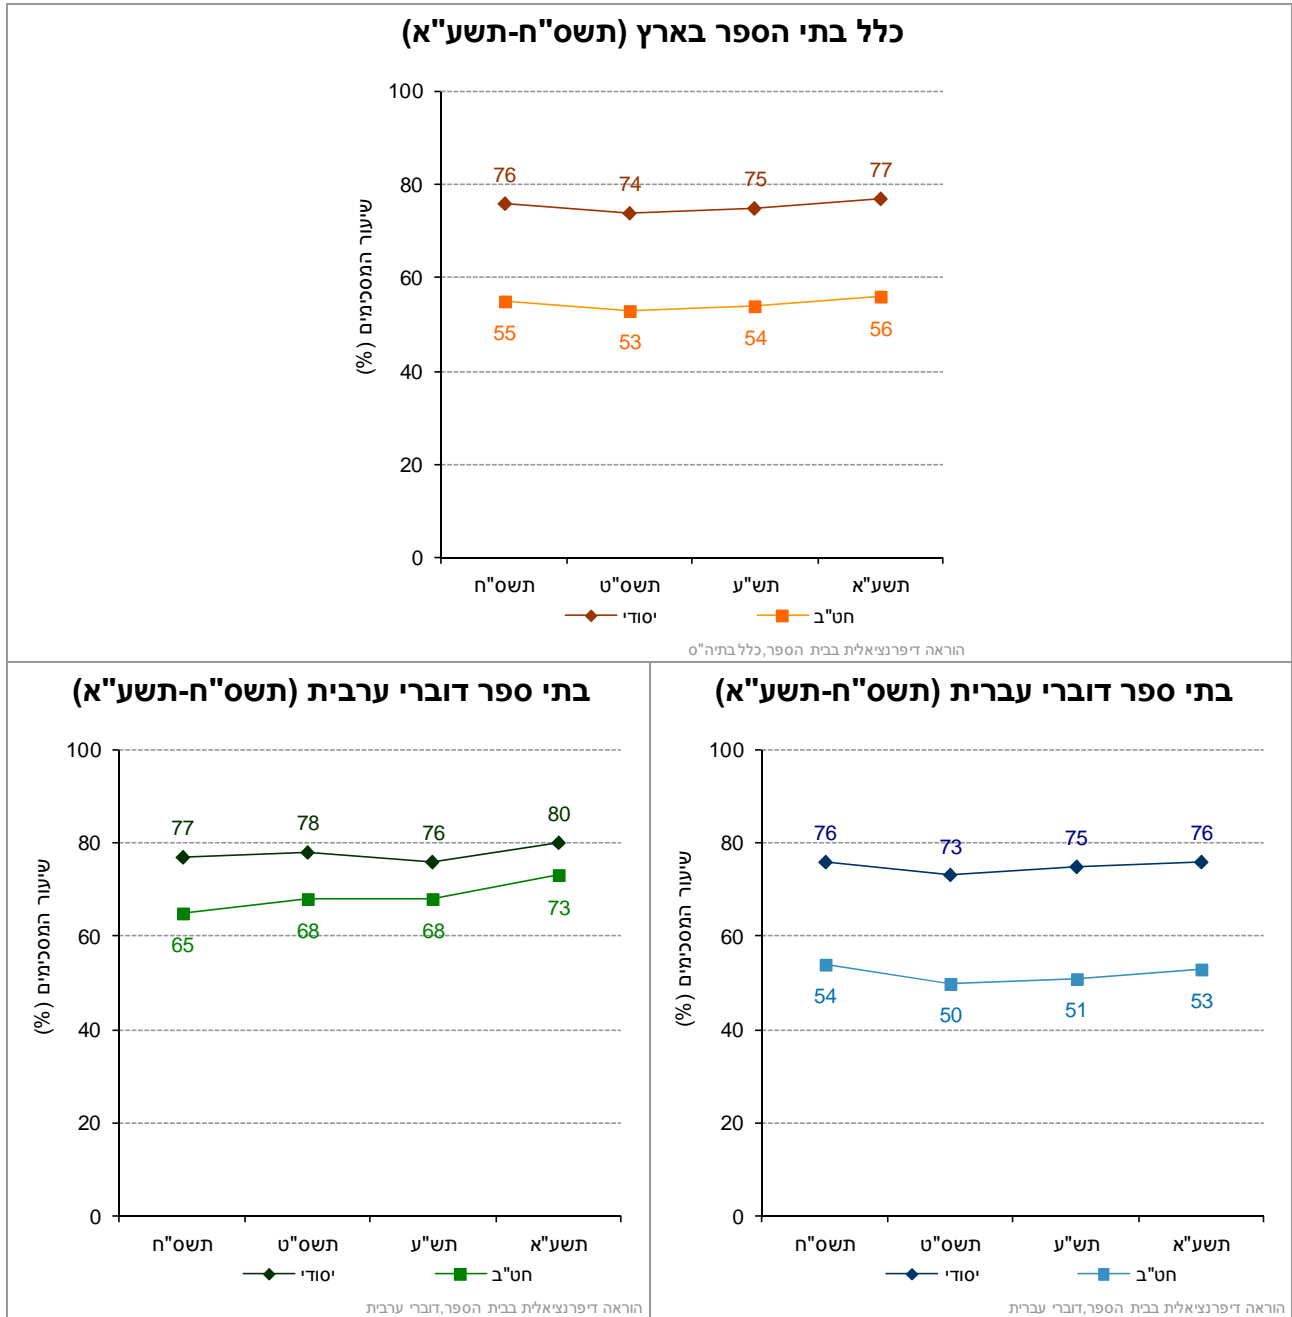 כלל בתי הספר בארץ (תשס"ח-תשע"א)
שיעור המסכימים (%)
100
80
60
40
20
0
76 74 75 77
55 53 54 56
תשס"ח תשס"ט תש"ע תשע"א
יסודי חט"ב
הוראה דיפרנציאלית בבית הספר,כלל בתיה"ס
בתי ספר דוברי עברית (תשס"ח-תשע"א)
שיעור המסכימים (%)
100
80
60
40
20
0
76 73 75 76
54 50 51 53
תשס"ח תשס"ט תש"ע תשע"א
יסודי חט"ב
הוראה דיפרנציאלית בבית הספר,דוברי עברית
בתי ספר דוברי ערבית (תשס"ח-תשע"א)
שיעור המסכימים (%)
100
80
60
40
20
0
77 78 76 80
65 68 68 73
תשס"ח תשס"ט תש"ע תשע"א
יסודי חט"ב
הוראה דיפרנציאלית בבית הספר,דוברי ערבית